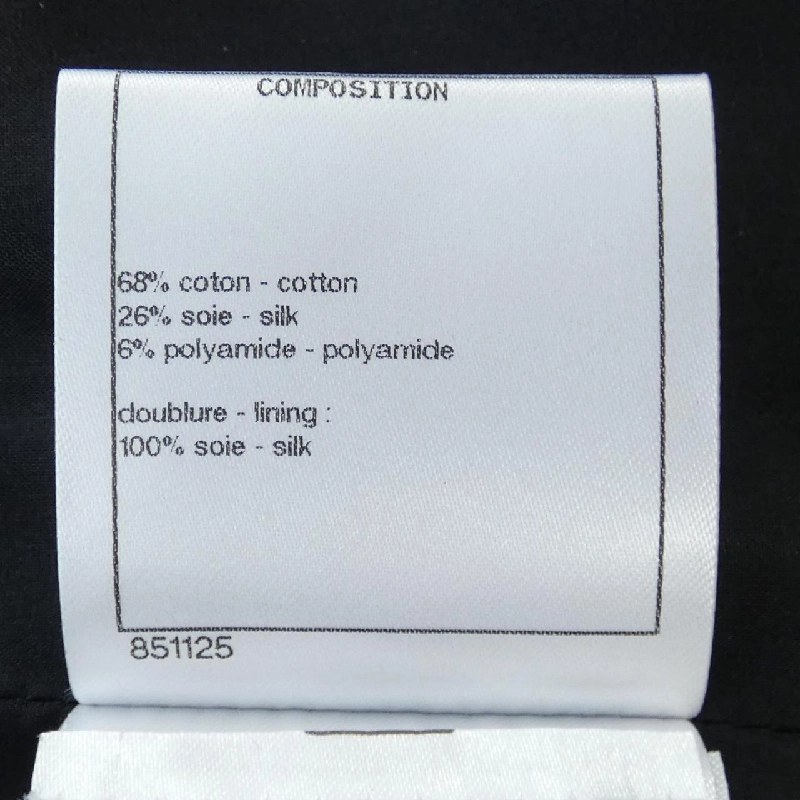 COMPOSITION
68% coton - cotton
26% soie - silk
6% polyamide - polyamide
doublure - lining :
100% soie - silk
851125